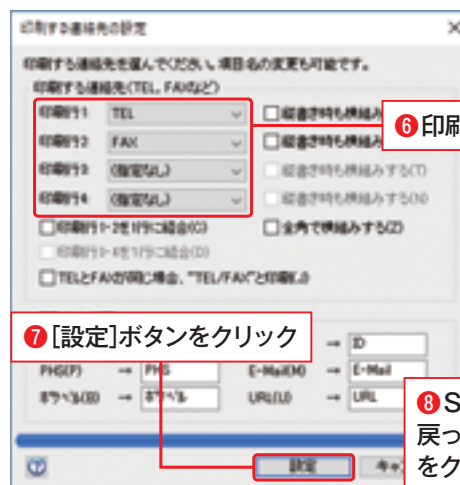 印刷する連絡先の設定
印刷する連絡先を選んでください。項目名の変更も可能です。
印刷する連絡先(TEL, FAXなど)
印刷行1 TEL 縦書き時も横組み
❻印刷
印刷行2 FAX 縦書き時も横組み
印刷行3 (指定なし) 縦書き時も横組みする(T)
印刷行4 (指定なし) 縦書き時も横組みする(N)
印刷行1-2を1行に結合(C) 全角で横組みする(Z)
印刷行3-4を1行に結合(D)
TELとFAXが同じ場合、"TEL/FAX"と印刷(J)
❼[設定]ボタンをクリック
→ ID
PHS(P) → PHS E-Mail(M) → E-Mail
ポケベル(B) → ポケベル URL(U) → URL
❽S
戻っ
をク
設定 キャン